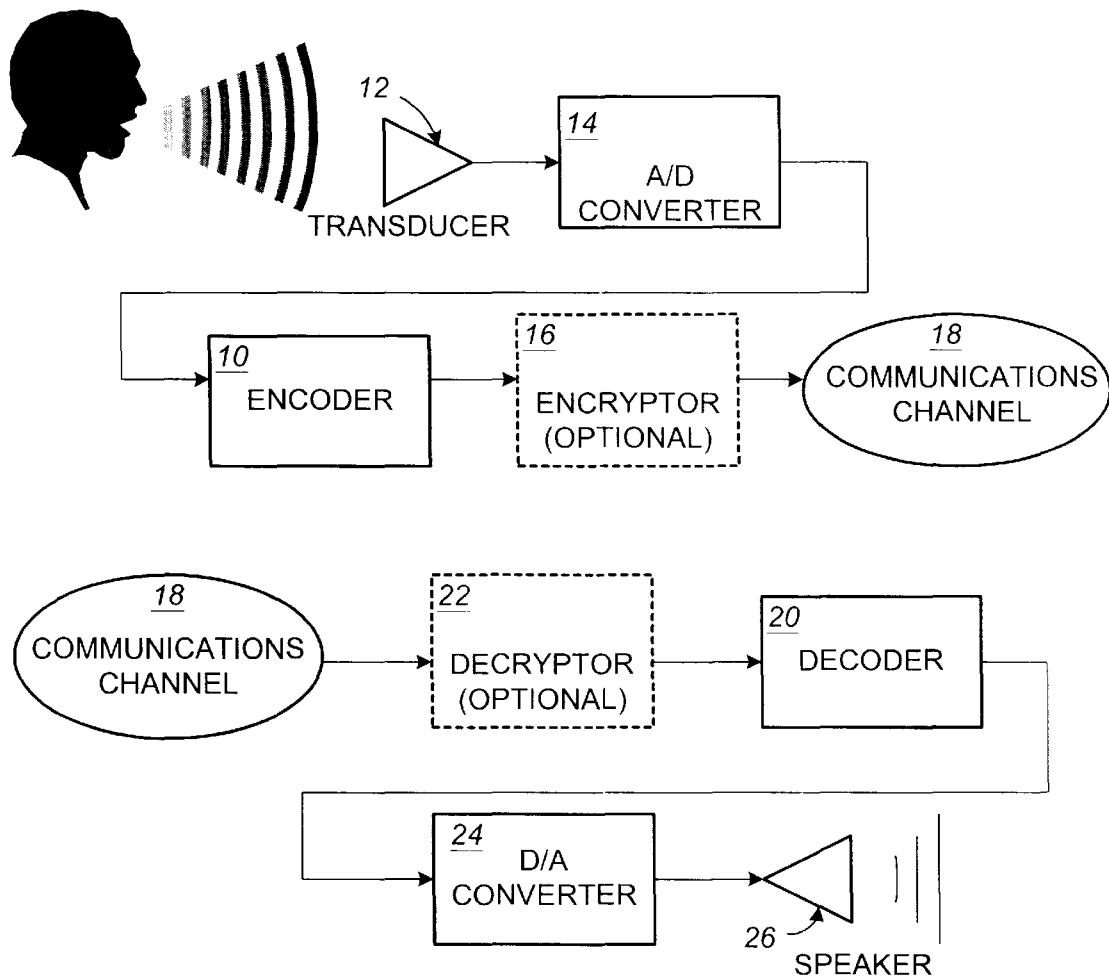 12
TRANSDUCER
14
A/D
CONVERTER
10
ENCODER
16
ENCRYPTOR
(OPTIONAL)
18
COMMUNICATIONS
CHANNEL
18
COMMUNICATIONS
CHANNEL
22
DECRYPTOR
(OPTIONAL)
20
DECODER
24
D/A
CONVERTER
26
SPEAKER